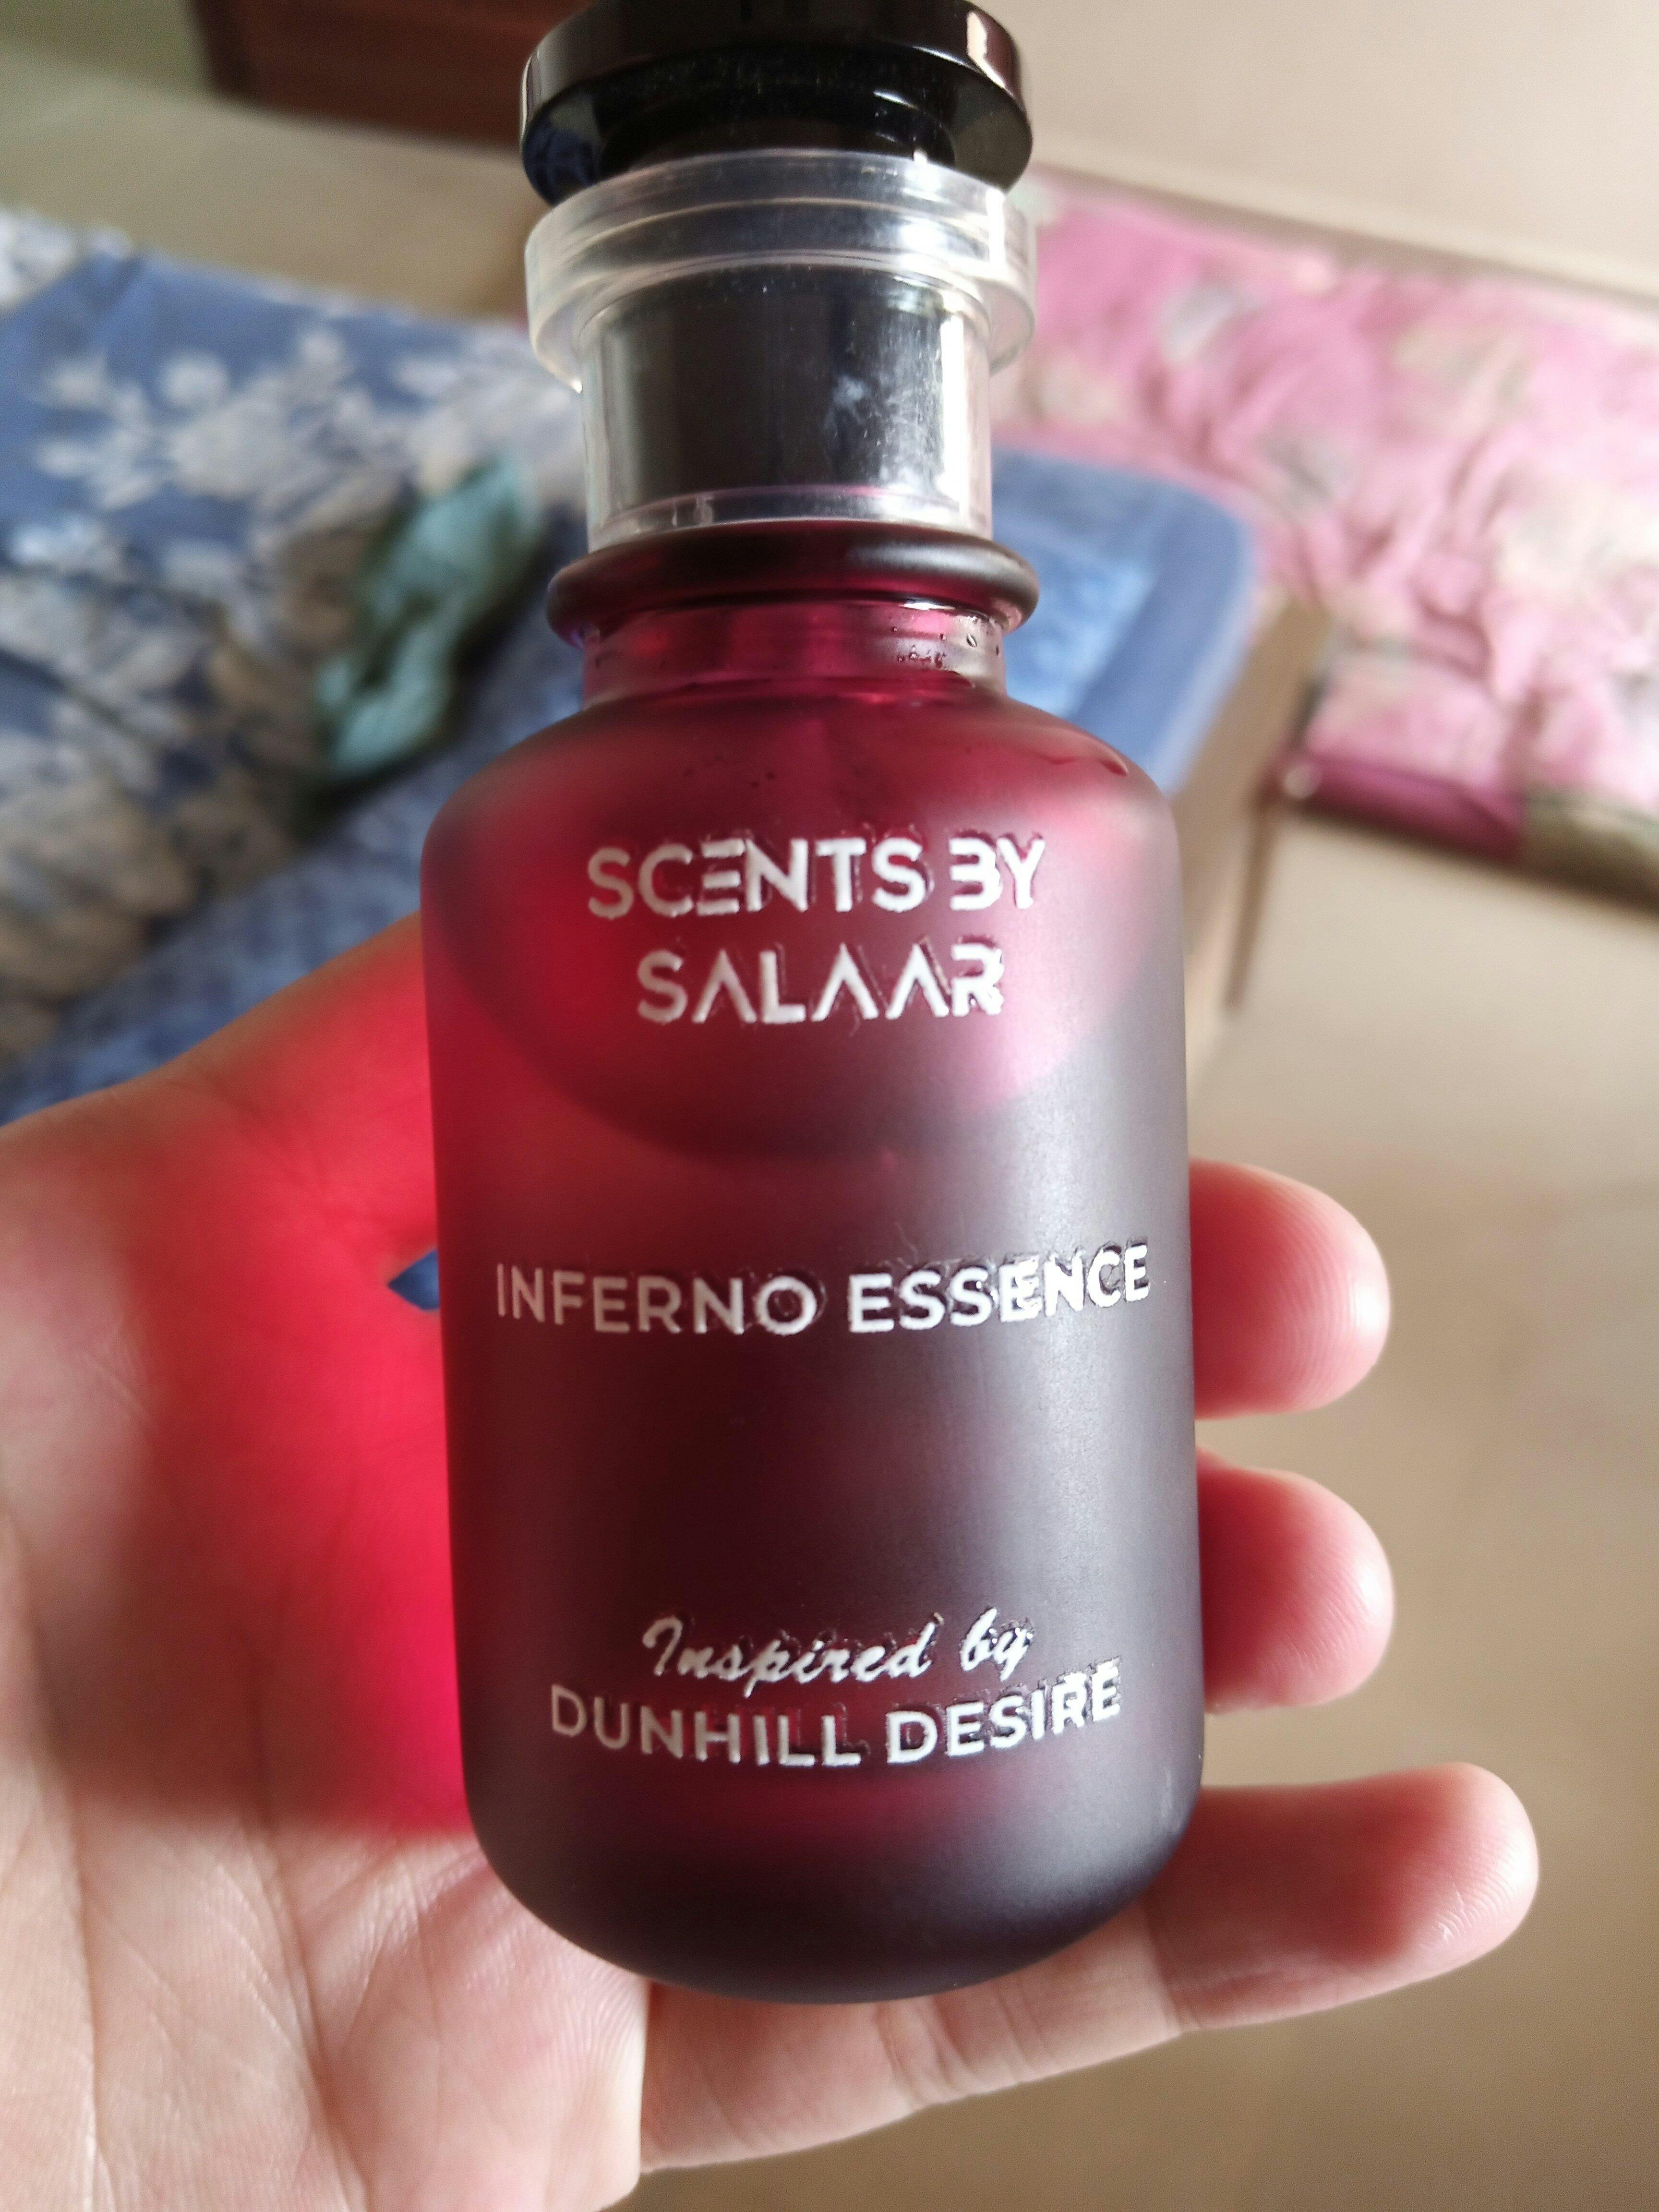 SCENTS BY
SALAAR
INFERNO ESSENCE
Inspired by
DUNHILL DESIRE